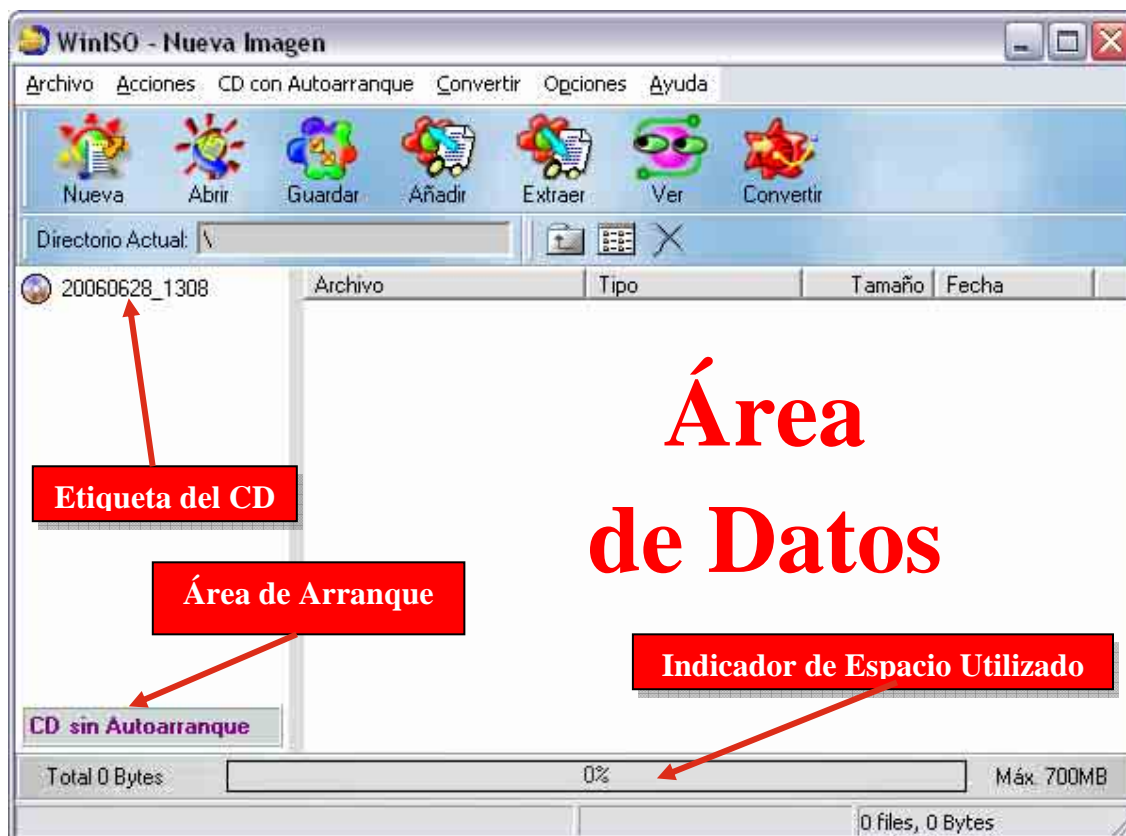 WinISO - Nueva Imagen
Archivo Acciones CD con Autoarranque Convertir Opciones Ayuda
Nueva Abrir Guardar Añadir Extraer Ver Convertir
Directorio Actual: \
20060628_1308
Archivo Tipo Tamaño Fecha
Área
de Datos
Etiqueta del CD
Área de Arranque
Indicador de Espacio Utilizado
CD sin Autoarranque
Total 0 Bytes 0% Máx. 700MB
0 files, 0 Bytes